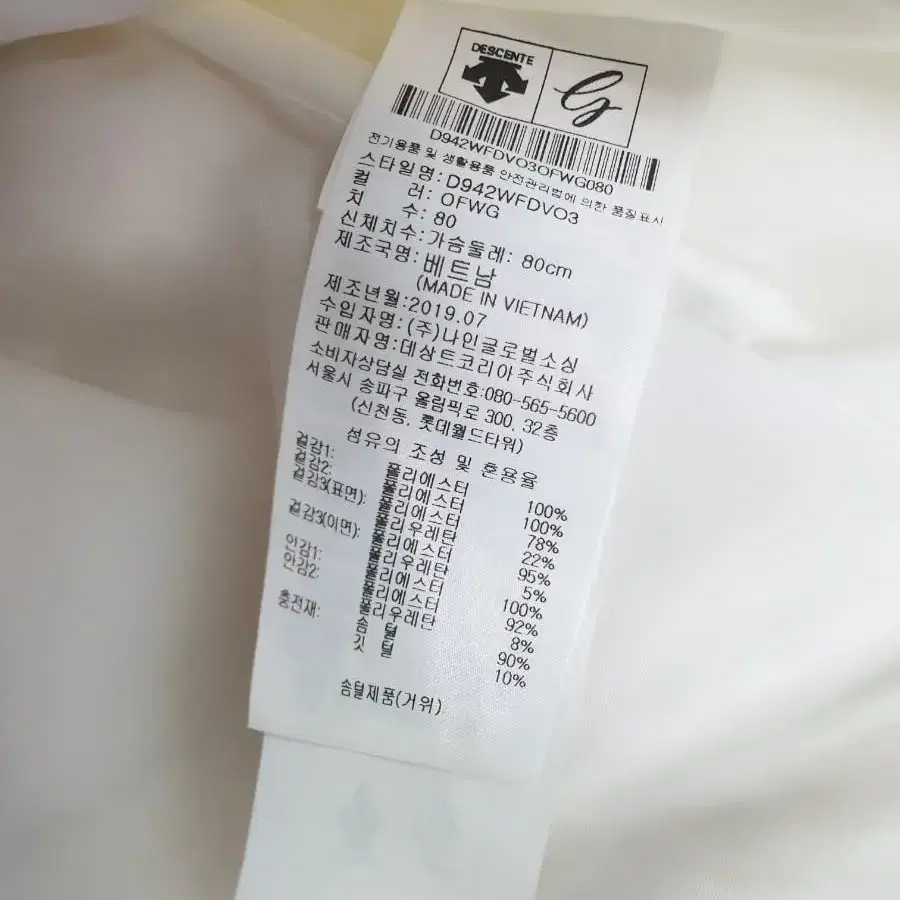 DESCENTE
D942WFDVO3OFWG080
전기용품 및 생활용품 안전관리법에 의한 품질표시
스타일명: D942WFDVO3
컬 러: OFWG
치 수: 80
신체치수: 가슴둘레: 80cm
제조국명: 베트남
(MADE IN VIETNAM)
제조년월: 2019.07
수입자명: (주)나인글로벌소싱
판매자명: 데상트코리아주식회사
소비자상담실 전화번호: 080-565-5600
서울시 송파구 올림픽로 300, 32층
(신천동, 롯데월드타워)
섬유의 조성 및 혼용율
겉감1: 폴리에스터 100%
겉감2: 폴리에스터 100%
겉감3(표면): 폴리에스터 78%
폴리우레탄 22%
겉감3(이면): 폴리에스터 95%
폴리우레탄 5%
안감1: 폴리에스터 100%
안감2: 폴리에스터 92%
폴리우레탄 8%
충전재: 솜 털 90%
깃 털 10%
솜털제품(거위)